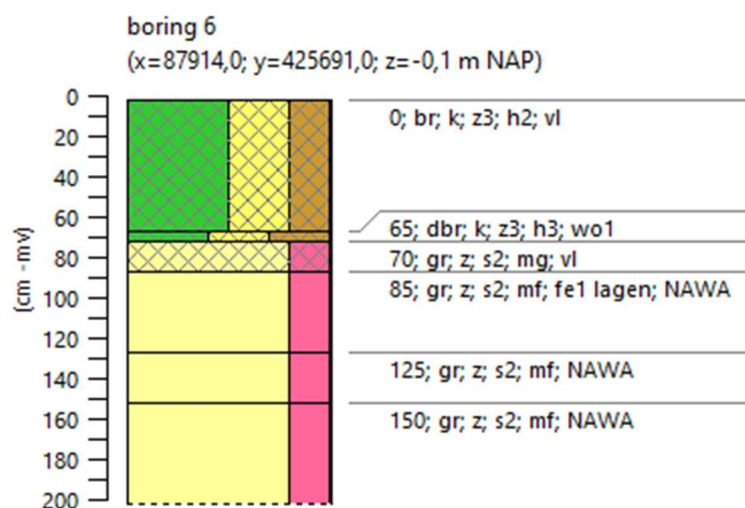 boring 6
(x=87914,0; y=425691,0; z=-0,1 m NAP)
0
20
40
60
80
100
120
140
160
180
200
(cm - mv)
0; br; k; z3; h2; vl
65; dbr; k; z3; h3; wo1
70; gr; z; s2; mg; vl
85; gr; z; s2; mf; fe1 lagen; NAWA
125; gr; z; s2; mf; NAWA
150; gr; z; s2; mf; NAWA